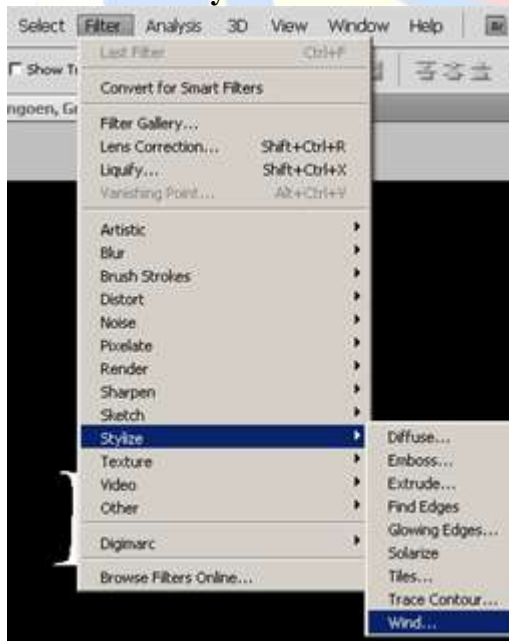 Select Filter Analysis 3D View Window Help Br
Show
Last Filter Ctrl+F
Convert for Smart Filters
Filter Gallery...
Lens Correction... Shift+Ctrl+R
Liquify... Shift+Ctrl+X
Vanishing Point... Alt+Ctrl+V
Artistic
Blur
Brush Strokes
Distort
Noise
Pixelate
Render
Sharpen
Sketch
Stylize
Texture
Video
Other
Digimarc
Browse Filters Online...
Diffuse...
Emboss...
Extrude...
Find Edges
Glowing Edges...
Solarize
Tiles...
Trace Contour...
Wind...